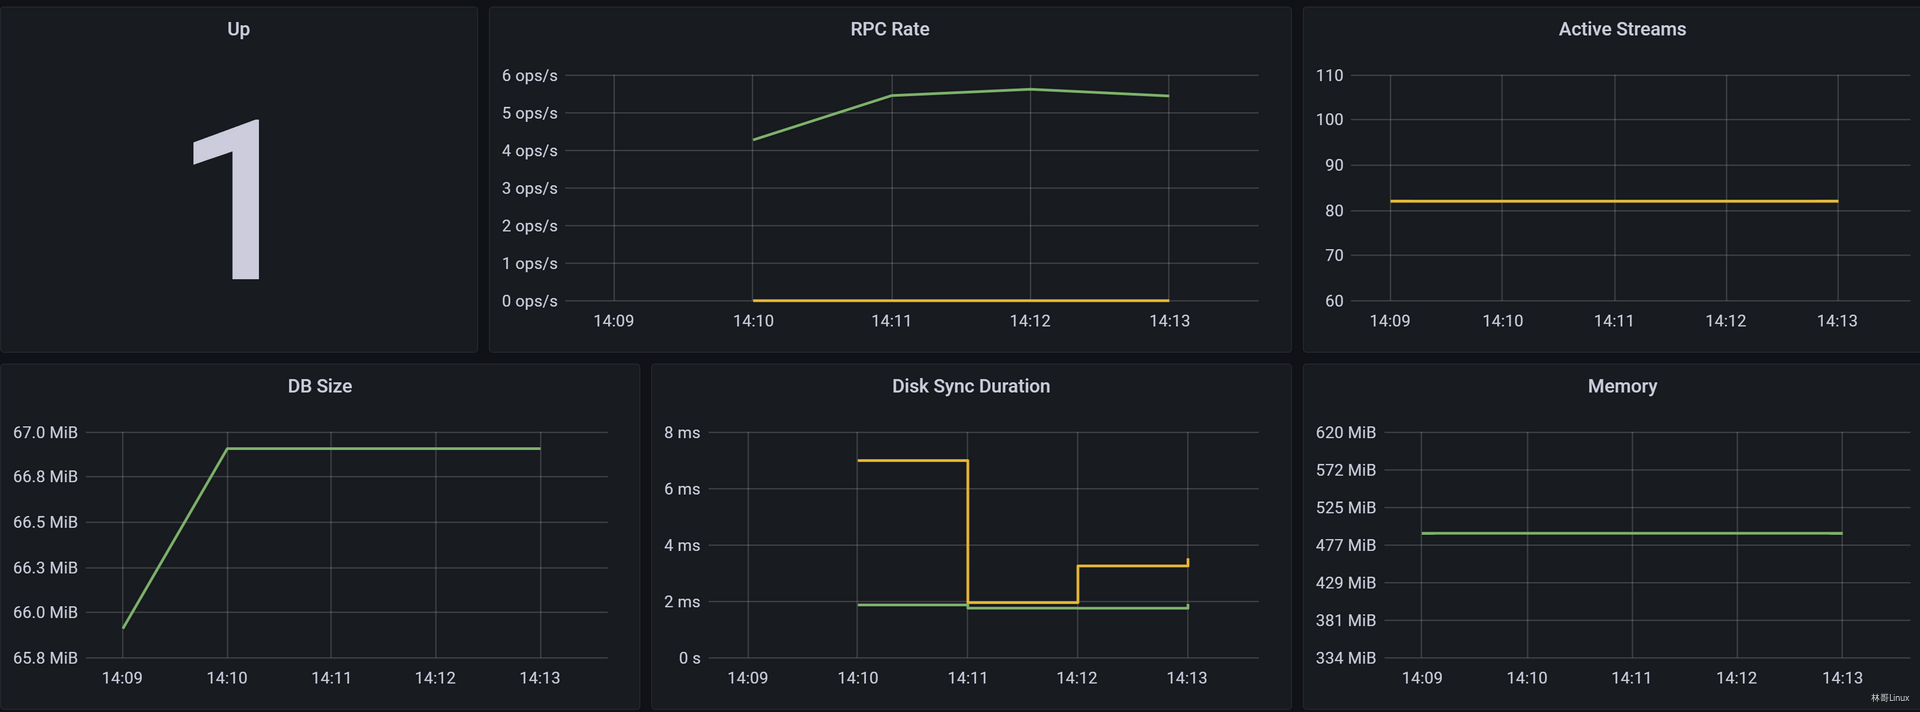 Up
1
RPC Rate
6 ops/s
5 ops/s
4 ops/s
3 ops/s
2 ops/s
1 ops/s
0 ops/s
14:09 14:10 14:11 14:12 14:13
Active Streams
110
100
90
80
70
60
14:09 14:10 14:11 14:12 14:13
DB Size
67.0 MiB
66.8 MiB
66.5 MiB
66.3 MiB
66.0 MiB
65.8 MiB
14:09 14:10 14:11 14:12 14:13
Disk Sync Duration
8 ms
6 ms
4 ms
2 ms
0 s
14:09 14:10 14:11 14:12 14:13
Memory
620 MiB
572 MiB
525 MiB
477 MiB
429 MiB
381 MiB
334 MiB
14:09 14:10 14:11 14:12 14:13
林哥Linux